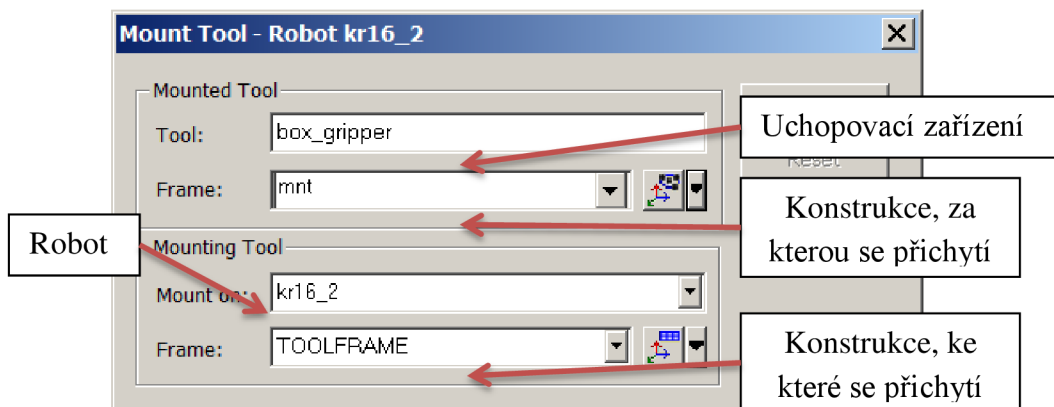 Mount Tool - Robot kr16_2
Mounted Tool
Tool:
box_gripper
Frame:
mnt
Reset
Mounting Tool
Mount on:
kr16_2
Frame:
TOOLFRAME
Robot
Uchopovací zařízení
Konstrukce, za
kterou se přichytí
Konstrukce, ke
které se přichytí